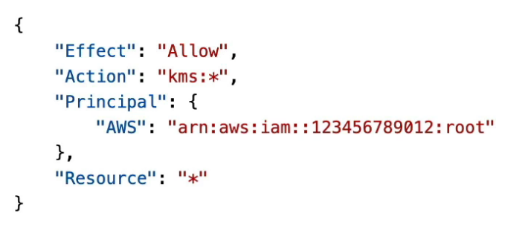 {
    "Effect": "Allow",
    "Action": "kms:*",
    "Principal": {
        "AWS": "arn:aws:iam::123456789012:root"
    },
    "Resource": "*"
}